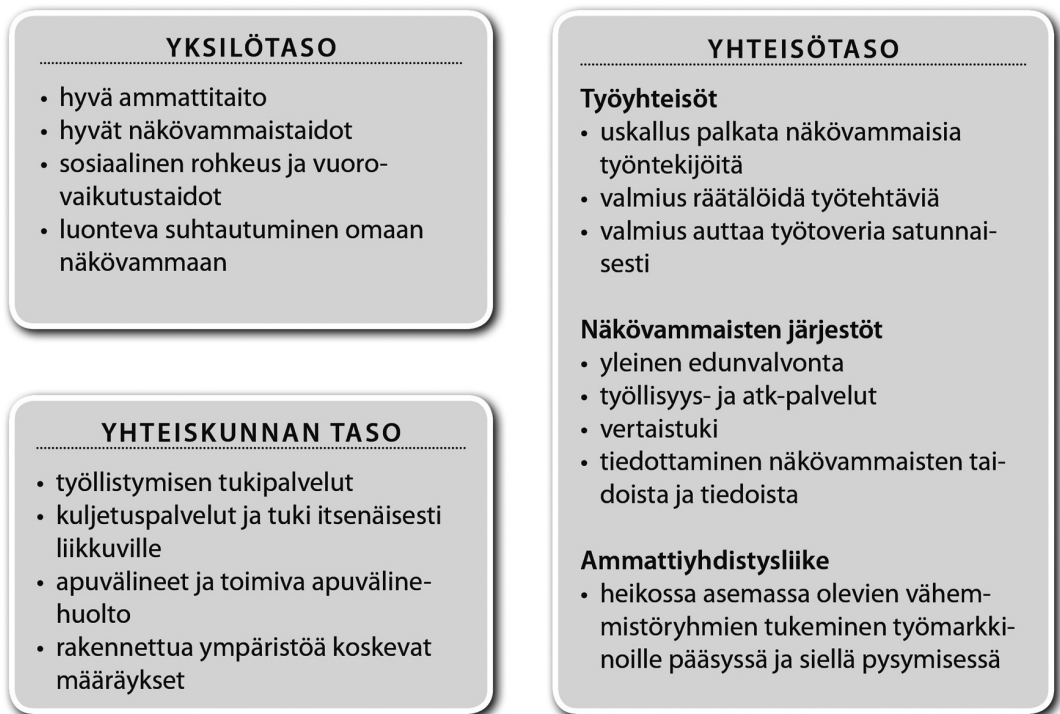 YKSILÖTASO
• hyvä ammattitaito
• hyvät näkövammaistaidot
• sosiaalinen rohkeus ja vuoro-
vaikutustaidot
• luonteva suhtautuminen omaan
näkövammaan
YHTEISKUNNAN TASO
• työllistymisen tukipalvelut
• kuljetuspalvelut ja tuki itsenäisesti
liikkuville
• apuvälineet ja toimiva apuväline-
huolto
• rakennettua ympäristöä koskevat
määräykset
YHTEISÖTASO
Työyhteisöt
• uskallus palkata näkövammaisia
työntekijöitä
• valmius räätälöidä työtehtäviä
• valmius auttaa työtoveria satunnai-
sesti
Näkövammaisten järjestöt
• yleinen edunvalvonta
• työllisyys- ja atk-palvelut
• vertaistuki
• tiedottaminen näkövammaisten tai-
doista ja tiedoista
Ammattiyhdistysliike
• heikossa asemassa olevien vähem-
mistöryhmien tukeminen työmarkki-
noille pääsyssä ja siellä pysymisessä